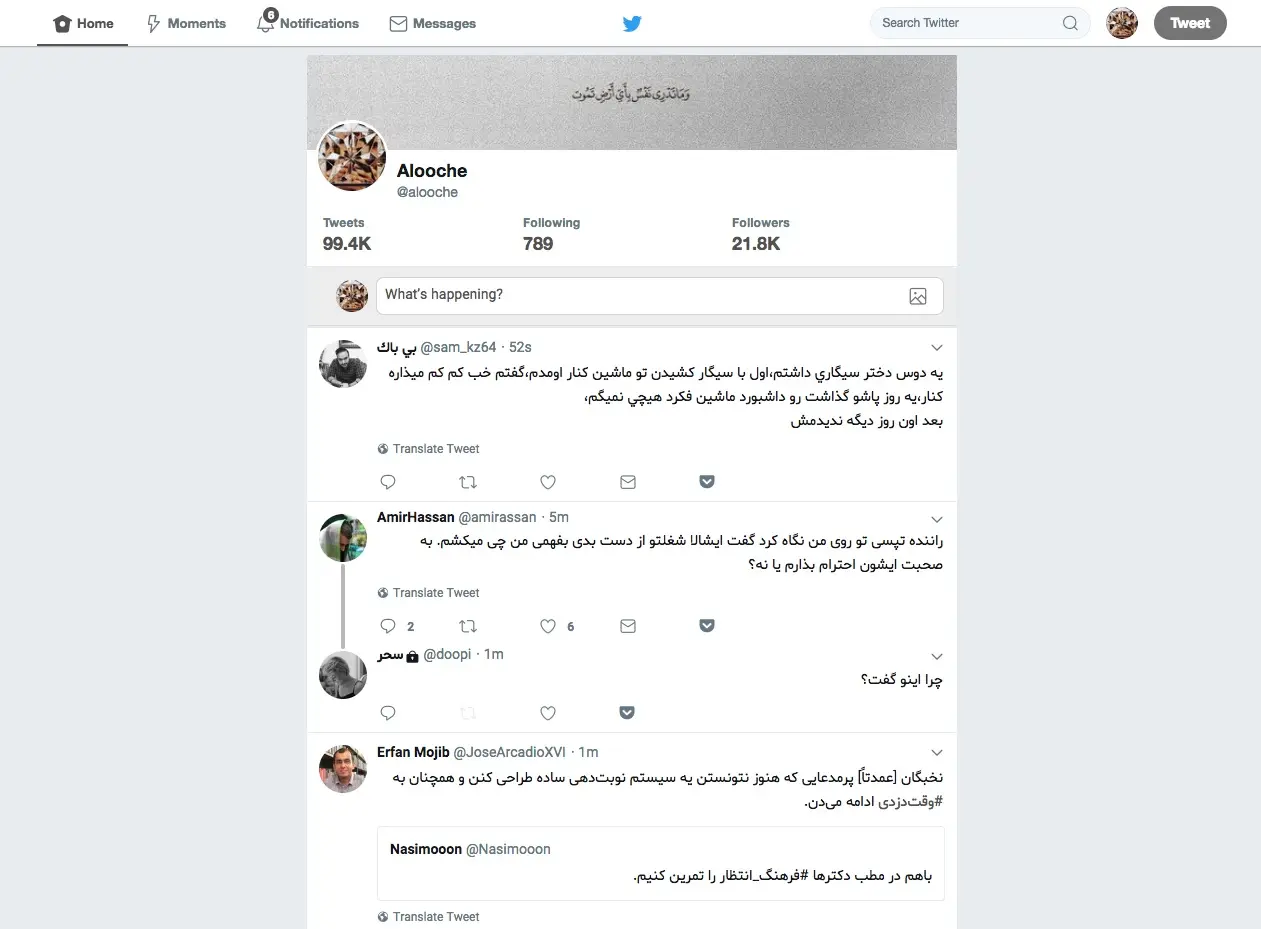 Home
Moments
6
Notifications
Messages
Search Twitter
Tweet
وَمَا تَدْرِي نَفْسٌ بِأَيِّ أَرْضٍ تَمُوتُ
Alooche
@alooche
Tweets
Following
Followers
99.4K
789
21.8K
What's happening?
بي باك @sam_kz64 · 52s
يه دوس دختر سيگاري داشتم،اول با سيگار كشيدن تو ماشين كنار اومدم،گفتم خب كم كم ميذاره
كنار،يه روز پاشو گذاشت رو داشبورد ماشين فكرد هيچي نميگم،
بعد اون روز ديگه نديدمش
Translate Tweet
AmirHassan @amirassan · 5m
راننده تپسی تو روی من نگاه کرد گفت ایشالا شغلتو از دست بدی بفهمی من چی میکشم. به
صحبت ایشون احترام بذارم یا نه؟
Translate Tweet
2
6
سحر @doopi · 1m
چرا اینو گفت؟
Erfan Mojib @JoseArcadioXVI · 1m
نخبگان [عمدتاً] پرمدعایی که هنوز نتونستن یه سیستم نوبت‌دهی ساده طراحی کنن و همچنان به
#وقت‌دزدی ادامه می‌دن.
Nasimooon @Nasimooon
باهم در مطب دکترها #فرهنگ_انتظار را تمرین کنیم.
Translate Tweet